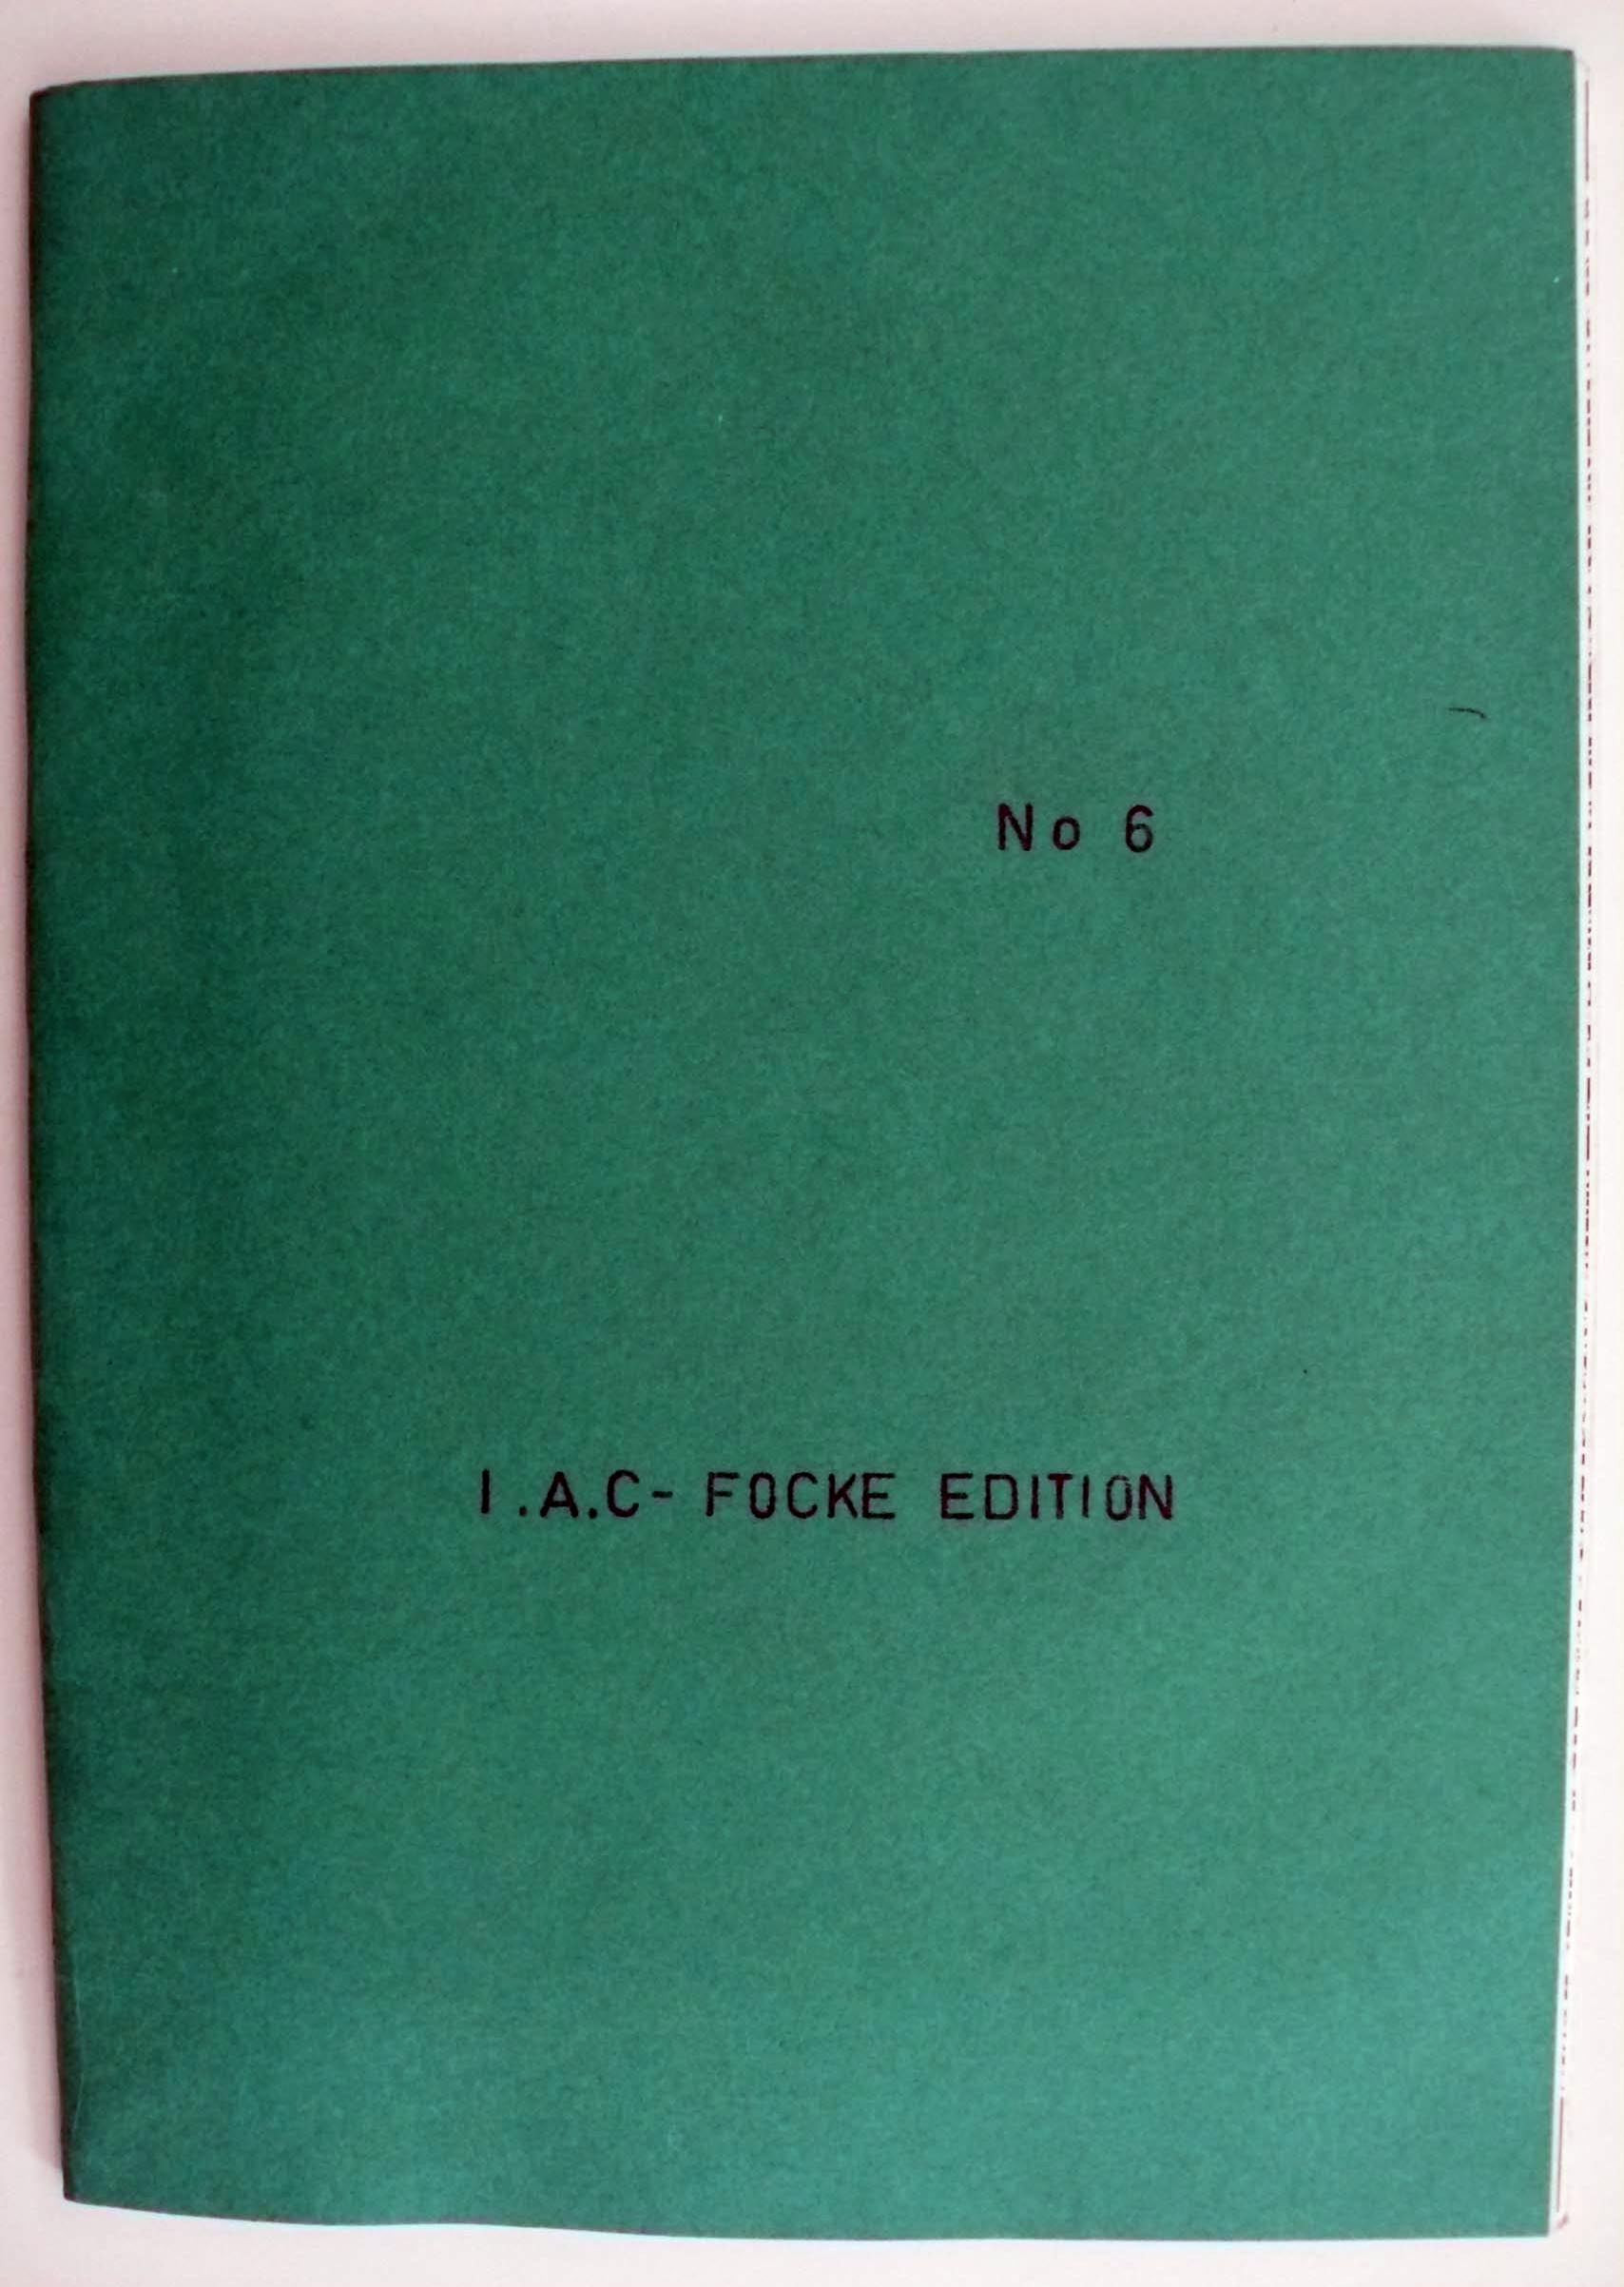 No 6
I.A.C- FOCKE EDITION